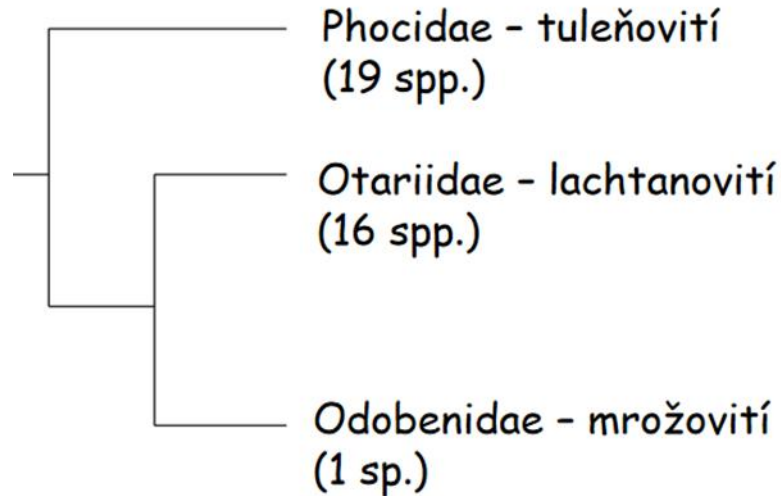 Phocidae – tuleňovití
(19 spp.)
Otariidae – lachtanovití
(16 spp.)
Odobenidae – mrožovití
(1 sp.)